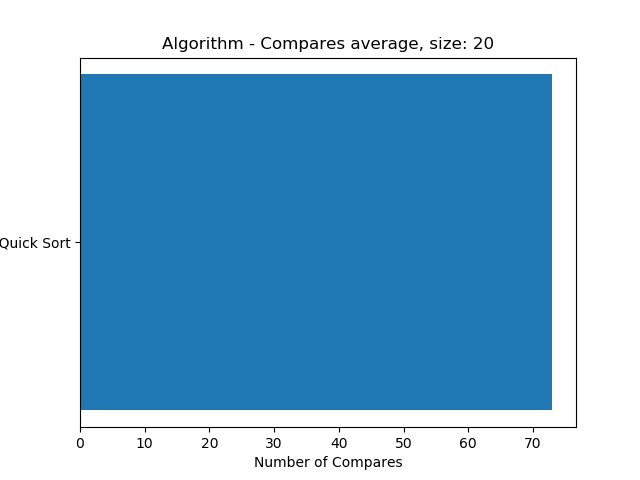 Algorithm - Compares average, size: 20
Quick Sort
0 10 20 30 40 50 60 70
Number of Compares